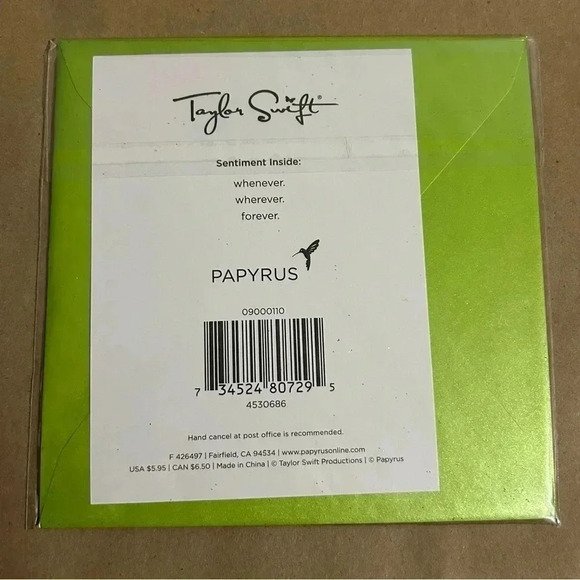 Taylor Swift®
Sentiment Inside:
whenever.
wherever.
forever.
PAPYRUS
09000110
7 34524 80729 5
4530686
Hand cancel at post office is recommended.
F 426497 | Fairfield, CA 94534 | www.papyrusonline.com
USA $5.95 | CAN $6.50 | Made in China | © Taylor Swift Productions | © Papyrus